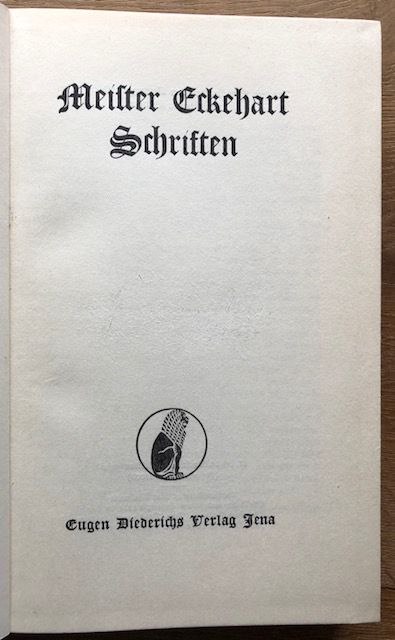 Meiſter Eckehart
Schriften
Eugen Diederichs Verlag Jena